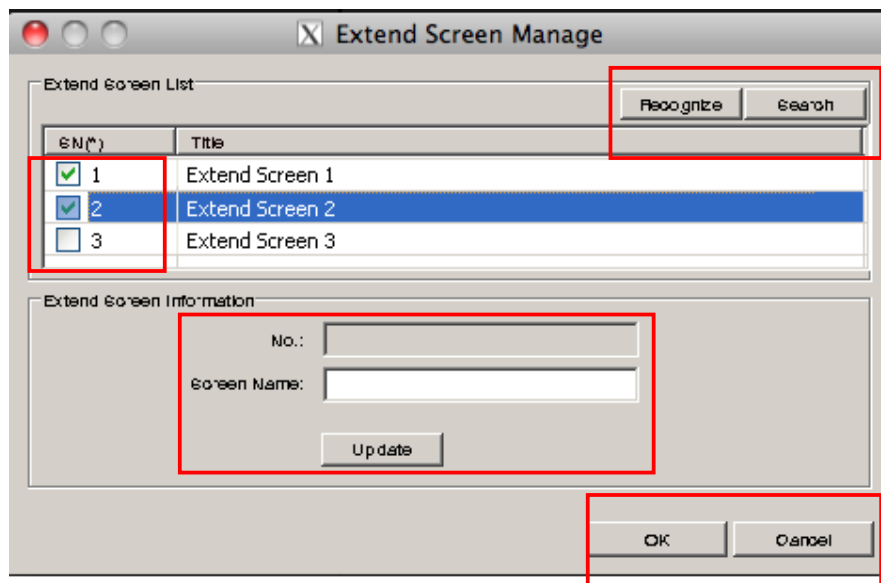 X Extend Screen Manage
Extend Screen List
Recognize Search
SN(*) Title
1 Extend Screen 1
2 Extend Screen 2
3 Extend Screen 3
Extend Screen Information
No.:
Screen Name:
Update
OK Cancel